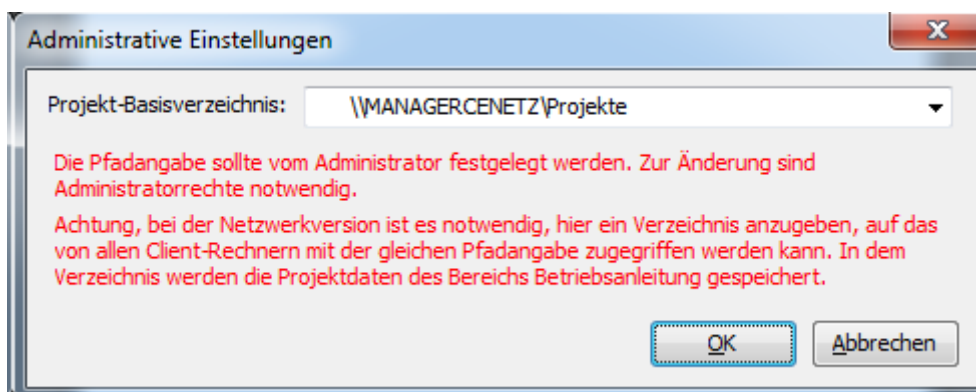 Administrative Einstellungen
Projekt-Basisverzeichnis: \\MANAGERCENETZ\Projekte
Die Pfadangabe sollte vom Administrator festgelegt werden. Zur Änderung sind
Administratorrechte notwendig.
Achtung, bei der Netzwerkversion ist es notwendig, hier ein Verzeichnis anzugeben, auf das
von allen Client-Rechnern mit der gleichen Pfadangabe zugegriffen werden kann. In dem
Verzeichnis werden die Projektdaten des Bereichs Betriebsanleitung gespeichert.
OK Abbrechen